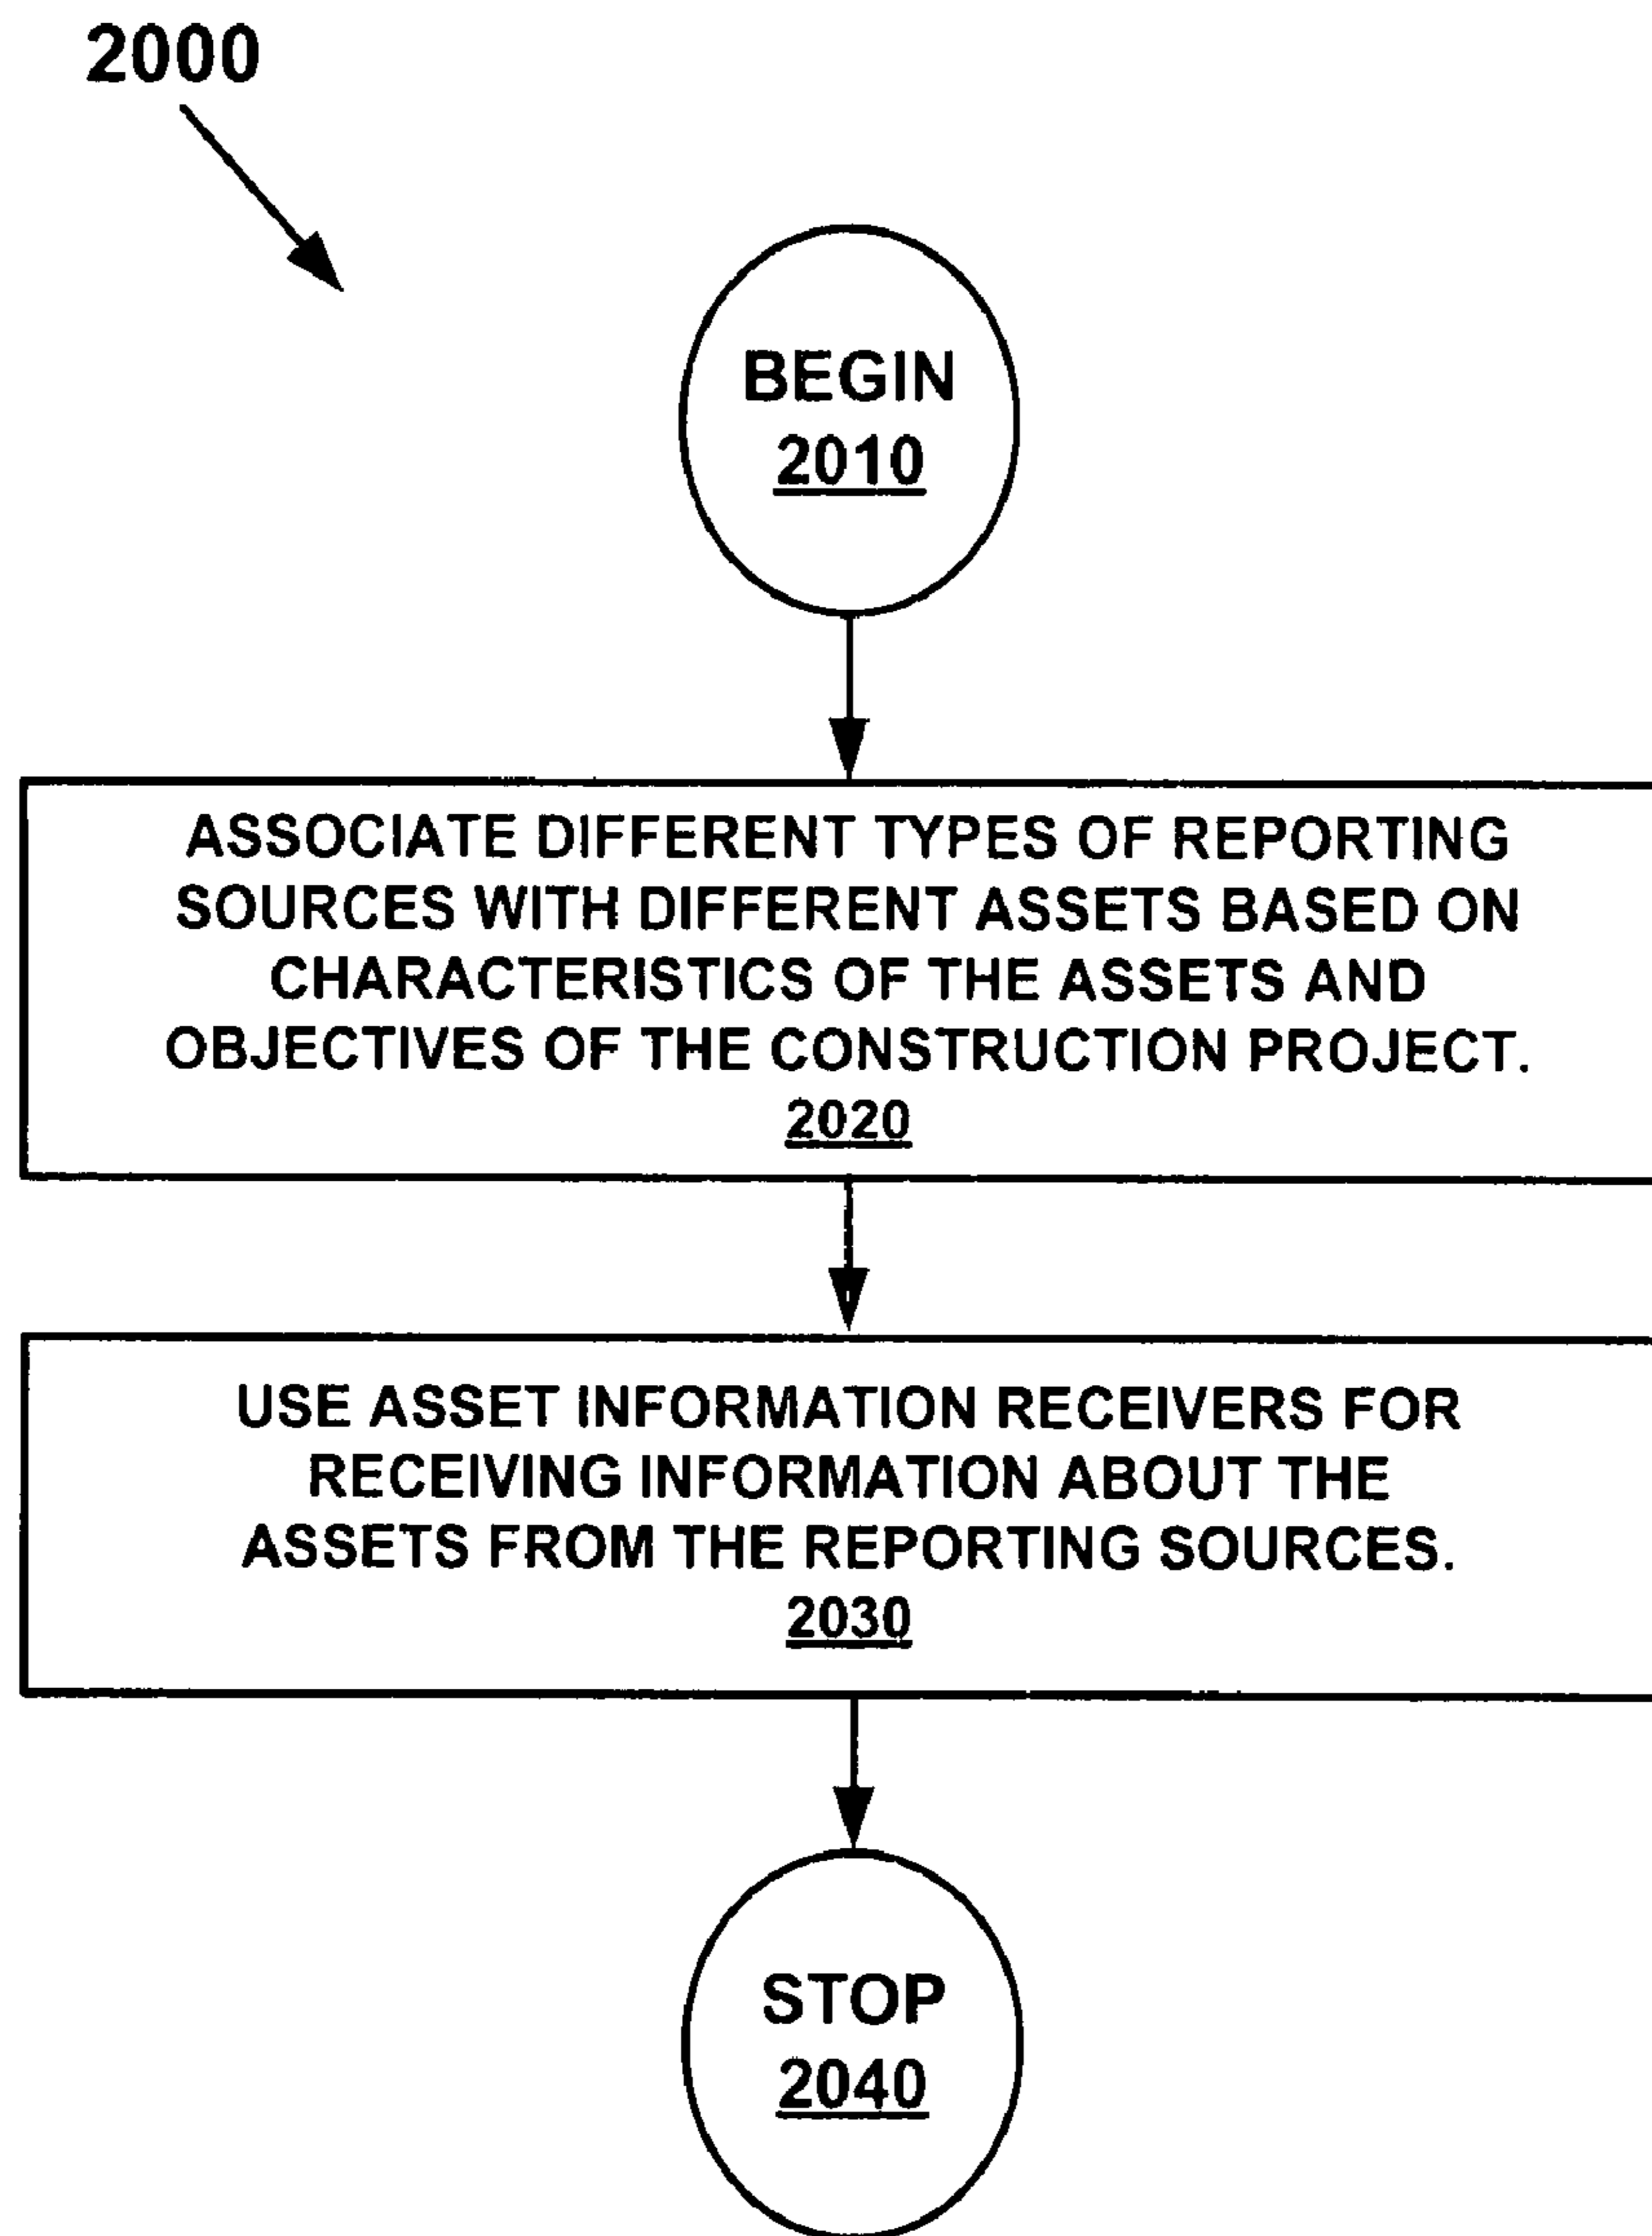 2000
BEGIN
2010
ASSOCIATE DIFFERENT TYPES OF REPORTING
SOURCES WITH DIFFERENT ASSETS BASED ON
CHARACTERISTICS OF THE ASSETS AND
OBJECTIVES OF THE CONSTRUCTION PROJECT.
2020
USE ASSET INFORMATION RECEIVERS FOR
RECEIVING INFORMATION ABOUT THE
ASSETS FROM THE REPORTING SOURCES.
2030
STOP
2040